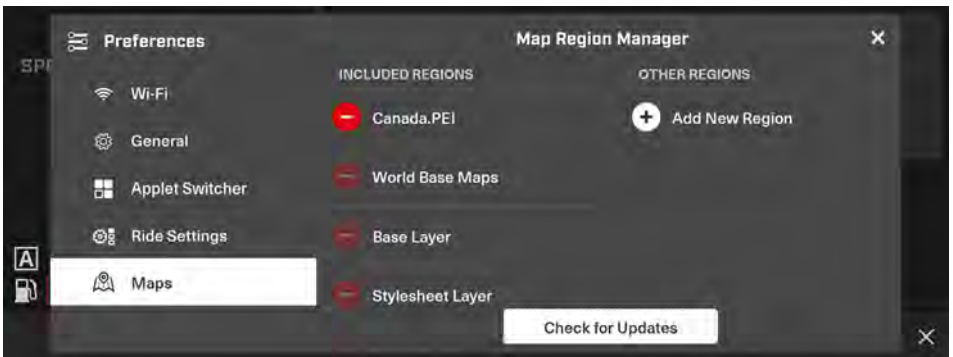 Preferences
Wi-Fi
General
Applet Switcher
Ride Settings
Maps
Map Region Manager
INCLUDED REGIONS
Canada.PEI
World Base Maps
Base Layer
Stylesheet Layer
OTHER REGIONS
Add New Region
Check for Updates
SPE
A